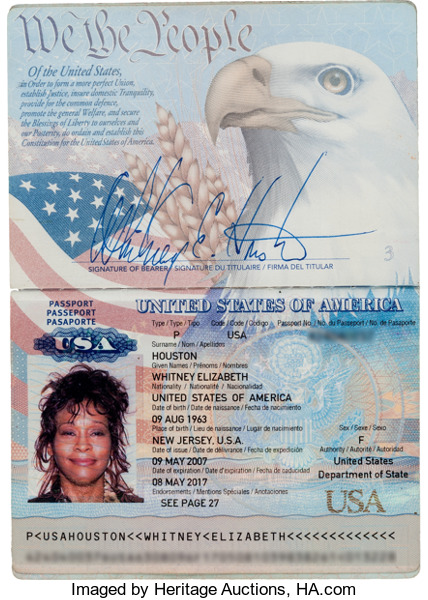 We the People
Of the United States,
in Order to form a more perfect Union,
establish Justice, insure domestic Tranquility,
provide for the common defence,
promote the general Welfare, and secure
the Blessings of Liberty to ourselves and
our Posterity, do ordain and establish this
Constitution for the United States of America.
Whitney E. Houston
3
SIGNATURE OF BEARER / SIGNATURE DU TITULAIRE / FIRMA DEL TITULAR
PASSPORT
PASSEPORT
PASAPORTE
UNITED STATES OF AMERICA
USA
Type / Type / Tipo Code / Code / Codigo Passport No. / No. du Passeport / No. de Pasaporte
P USA
Surname / Nom / Apellidos
HOUSTON
Given Names / Prénoms / Nombres
WHITNEY ELIZABETH
Nationality / Nationalité / Nacionalidad
UNITED STATES OF AMERICA
Date of birth / Date de naissance / Fecha de nacimiento
09 AUG 1963
Place of birth / Lieu de naissance / Lugar de nacimiento Sex / Sexe / Sexo
NEW JERSEY, U.S.A. F
Date of issue / Date de délivrance / Fecha de expedición Authority / Autorité / Autoridad
09 MAY 2007 United States
Date of expiration / Date d'expiration / Fecha de caducidad Department of State
08 MAY 2017
Endorsements / Mentions Spéciales / Anotaciones
SEE PAGE 27
USA
P<USAHOUSTON<<WHITNEY<ELIZABETH<<<<<<<<<<<<<
Imaged by Heritage Auctions, HA.com